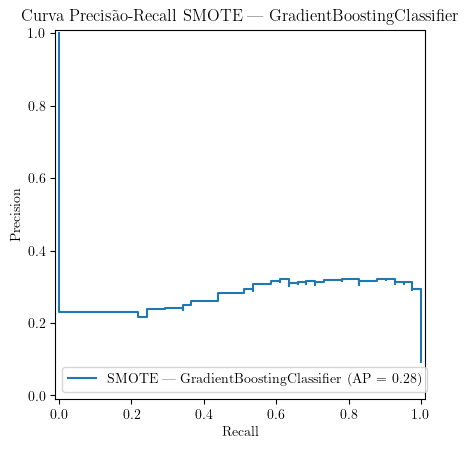 Curva Precisão-Recall SMOTE — GradientBoostingClassifier
1.0
0.8
0.6
0.4
0.2
0.0
Precision
SMOTE — GradientBoostingClassifier (AP = 0.28)
0.0 0.2 0.4 0.6 0.8 1.0
Recall